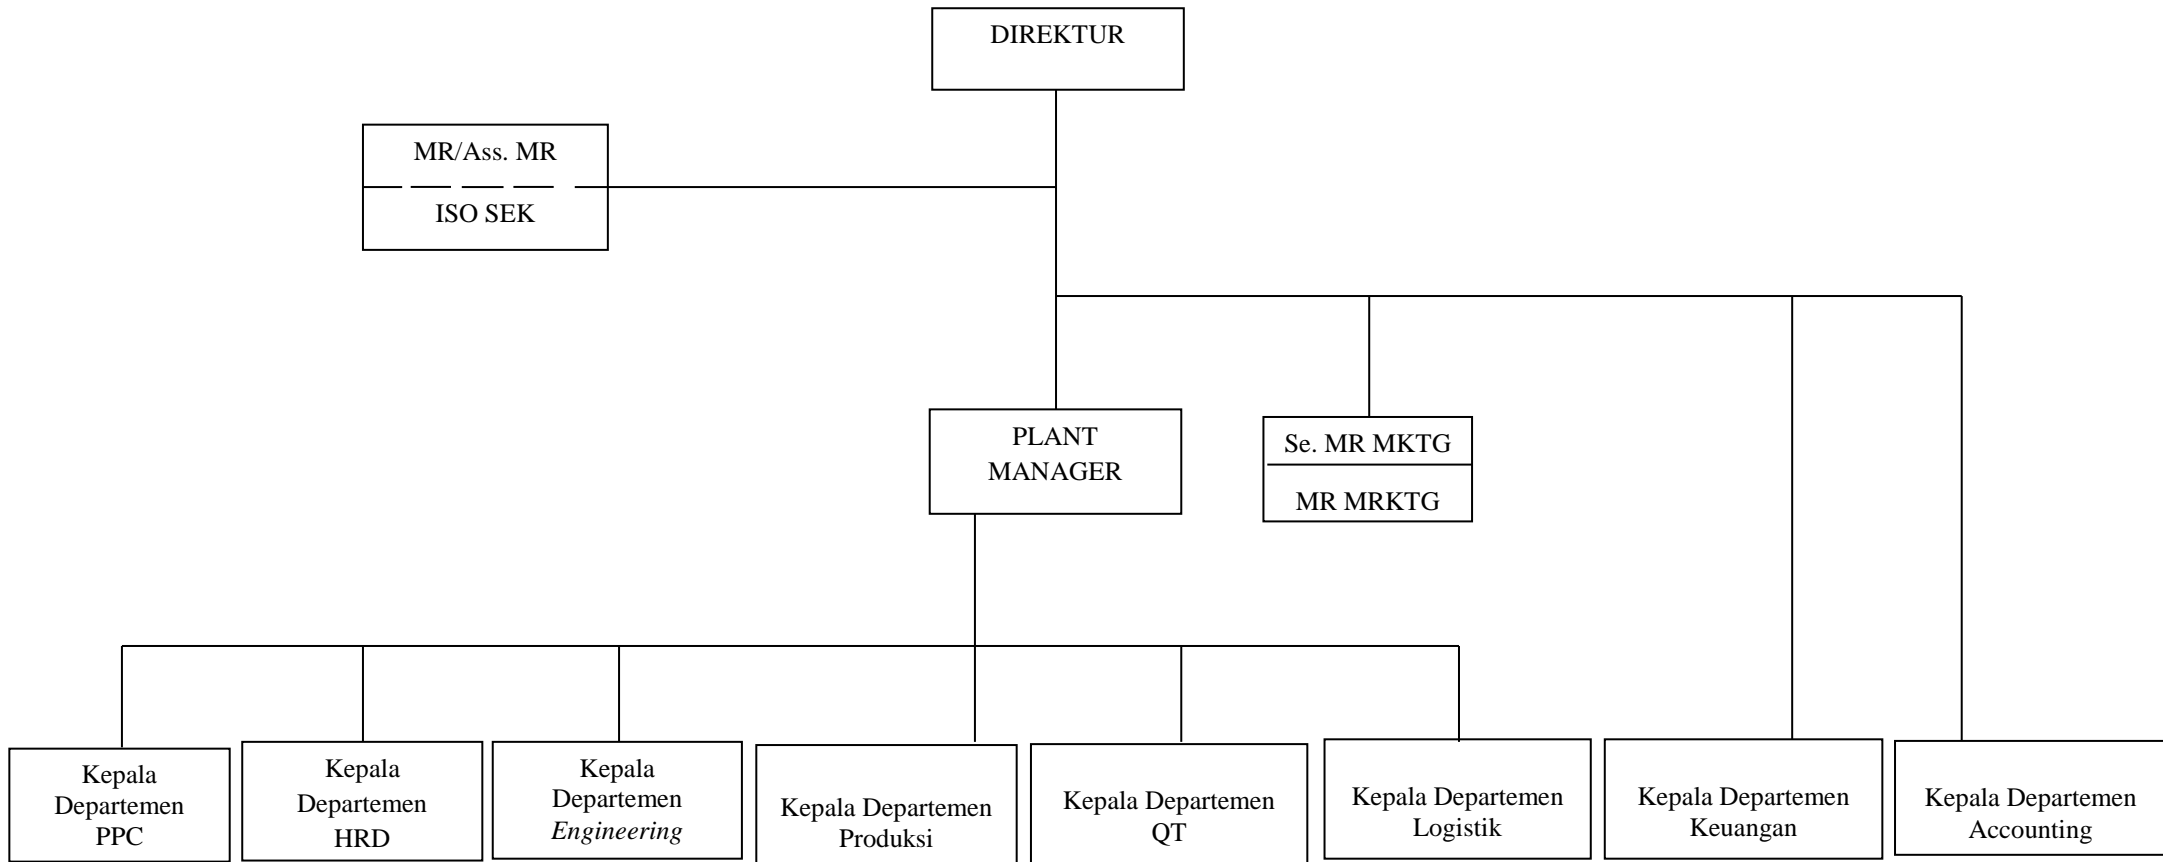 DIREKTUR
MR/Ass. MR
ISO SEK
PLANT
MANAGER
Se. MR MKTG
MR MRKTG
Kepala
Departemen
PPC
Kepala
Departemen
HRD
Kepala
Departemen
Engineering
Kepala Departemen
Produksi
Kepala Departemen
QT
Kepala Departemen
Logistik
Kepala Departemen
Keuangan
Kepala Departemen
Accounting